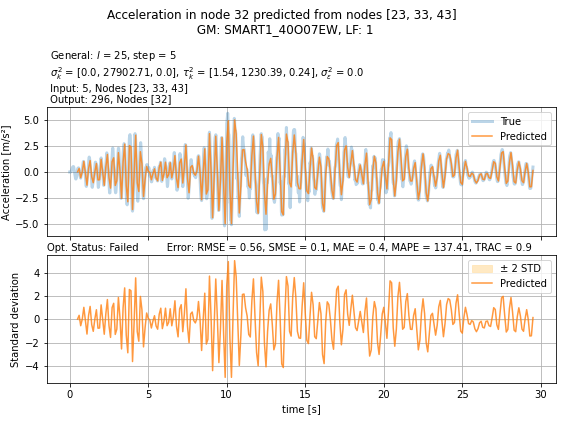 Acceleration in node 32 predicted from nodes [23, 33, 43]
GM: SMART1_40O07EW, LF: 1
General: l = 25, step = 5
σ²ₖ = [0.0, 27902.71, 0.0], τ²ₖ = [1.54, 1230.39, 0.24], σ²ε = 0.0
Input: 5, Nodes [23, 33, 43]
Output: 296, Nodes [32]
Acceleration [m/s²]
5.0
2.5
0.0
−2.5
−5.0
True
Predicted
Opt. Status: Failed Error: RMSE = 0.56, SMSE = 0.1, MAE = 0.4, MAPE = 137.41, TRAC = 0.9
Standard deviation
4
2
0
−2
−4
± 2 STD
Predicted
0 5 10 15 20 25 30
time [s]